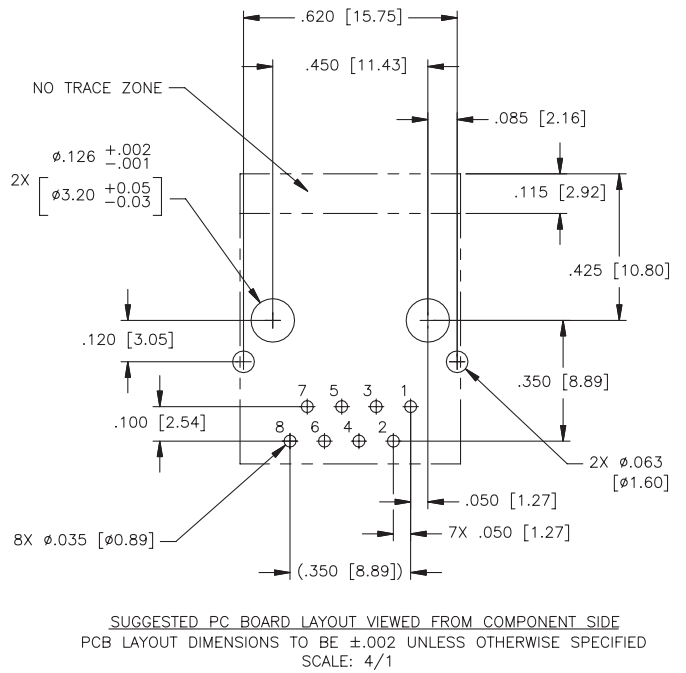 .620 [15.75]
.450 [11.43]
NO TRACE ZONE
.085 [2.16]
ø.126 +.002 -.001
2X
ø3.20 +0.05 -0.03
.115 [2.92]
.425 [10.80]
.120 [3.05]
.350 [8.89]
7 5 3 1
.100 [2.54]
8 6 4 2
2X ø.063
[ø1.60]
.050 [1.27]
8X ø.035 [ø0.89]
7X .050 [1.27]
(.350 [8.89])
SUGGESTED PC BOARD LAYOUT VIEWED FROM COMPONENT SIDE
PCB LAYOUT DIMENSIONS TO BE ±.002 UNLESS OTHERWISE SPECIFIED
SCALE: 4/1